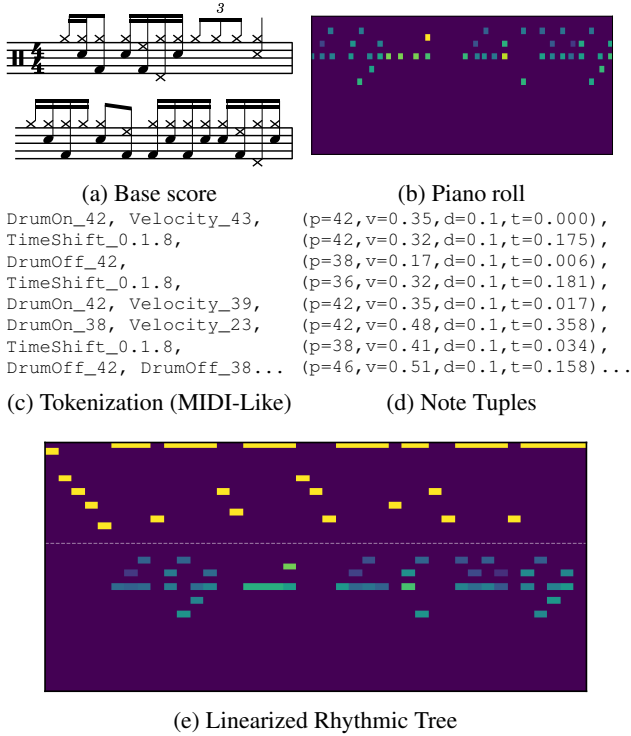 3
4
4
(a) Base score
(b) Piano roll
DrumOn_42, Velocity_43,
TimeShift_0.1.8,
DrumOff_42,
TimeShift_0.1.8,
DrumOn_42, Velocity_39,
DrumOn_38, Velocity_23,
TimeShift_0.1.8,
DrumOff_42, DrumOff_38...
(p=42,v=0.35,d=0.1,t=0.000),
(p=42,v=0.32,d=0.1,t=0.175),
(p=38,v=0.17,d=0.1,t=0.006),
(p=36,v=0.32,d=0.1,t=0.181),
(p=42,v=0.35,d=0.1,t=0.017),
(p=42,v=0.48,d=0.1,t=0.358),
(p=38,v=0.41,d=0.1,t=0.034),
(p=46,v=0.51,d=0.1,t=0.158)...
(c) Tokenization (MIDI-Like)
(d) Note Tuples
(e) Linearized Rhythmic Tree